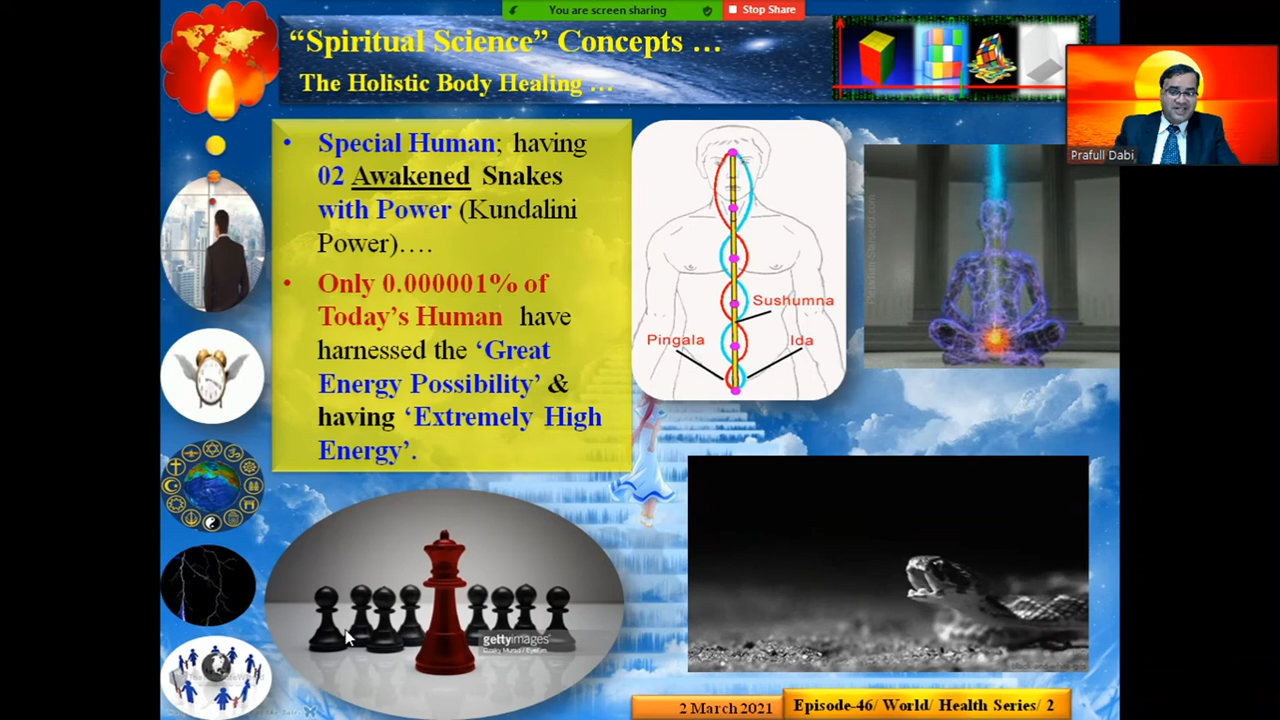 You are screen sharing
Stop Share
“Spiritual Science” Concepts …
The Holistic Body Healing …
Prafull Dabi
• Special Human; having
02 Awakened Snakes
with Power (Kundalini
Power)….
• Only 0.000001% of
Today’s Human have
harnessed the ‘Great
Energy Possibility’ &
having ‘Extremely High
Energy’.
Sushumna
Pingala
Ida
gettyimages
2 March 2021
Episode-46/ World/ Health Series/ 2